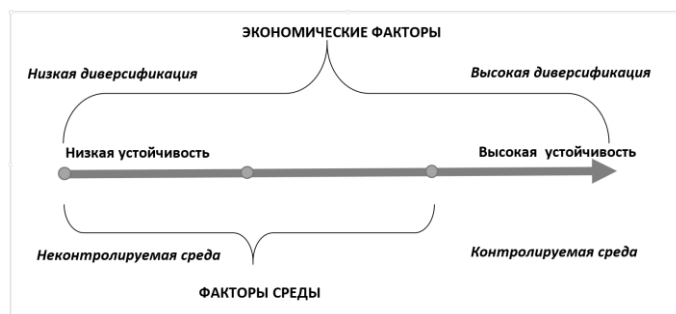 ЭКОНОМИЧЕСКИЕ ФАКТОРЫ
Низкая диверсификация
Высокая диверсификация
Низкая устойчивость
Высокая устойчивость
Неконтролируемая среда
Контролируемая среда
ФАКТОРЫ СРЕДЫ